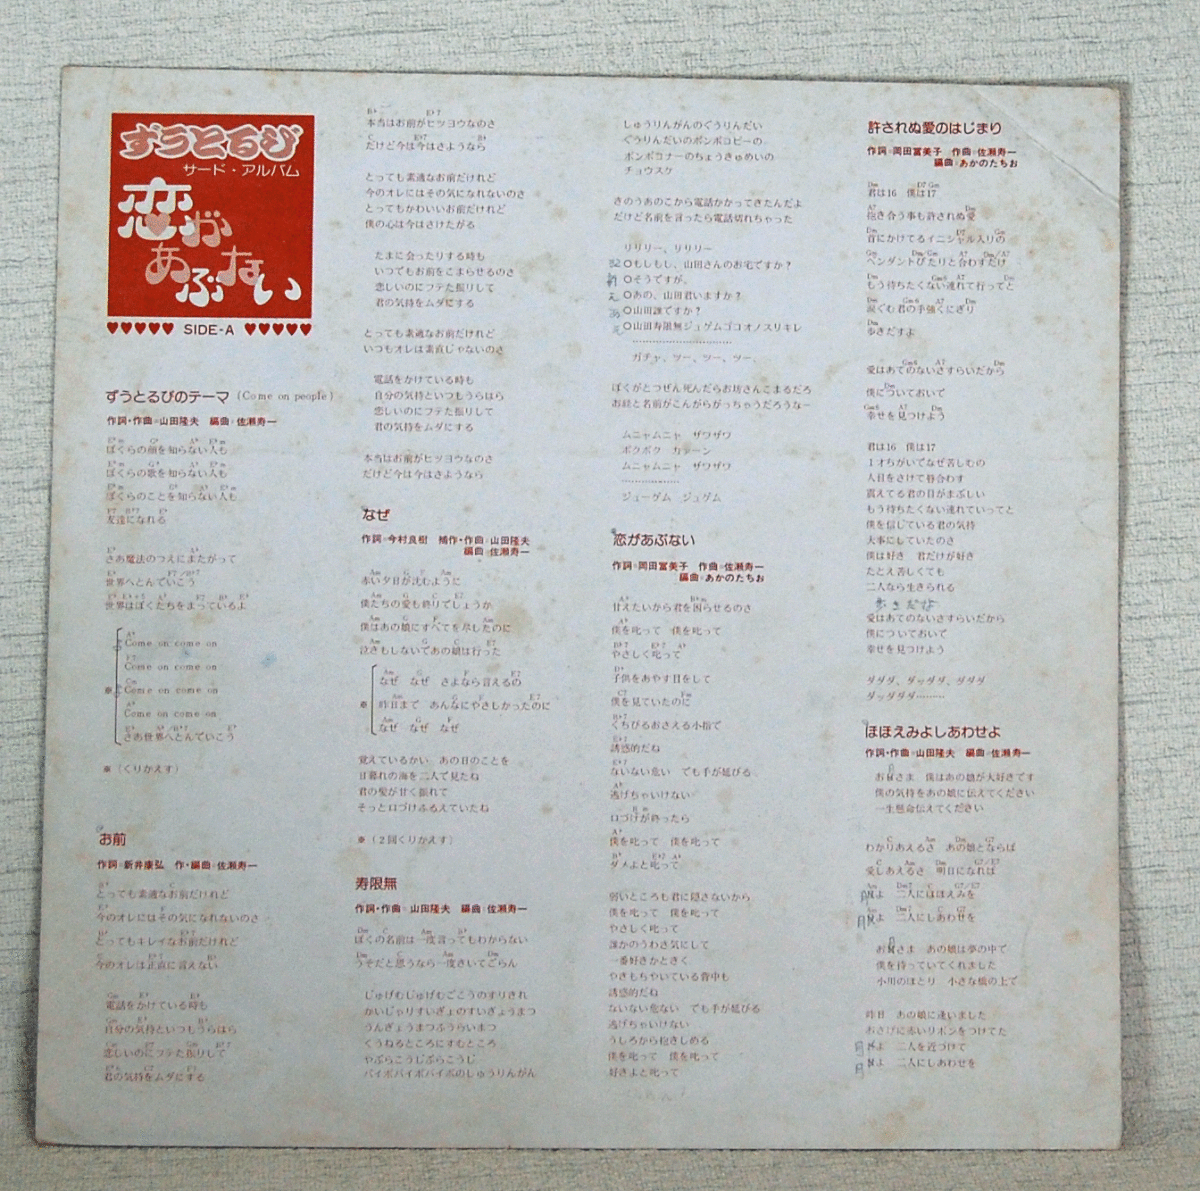 ずうとるび
サード・アルバム
恋が
あぶない
SIDE-A
ずうとるびのテーマ (Come on people)
作詞・作曲=山田隆夫 編曲=佐瀬寿一
ぼくらの顔を知らない人も
ぼくらの歌を知らない人も
ぼくらのことを知らない人も
友達になれる
さあ魔法のつえにまたがって
世界へとんでいこう
世界はぼくたちをまっているよ
Come on come on
Come on come on
※ Come on come on
Come on come on
さあ世界へとんでいこう
※(くりかえす)
お前
作詞=新井康弘 作・編曲=佐瀬寿一
とっても素適なお前だけれど
今のオレにはその気になれないのさ
とってもキレイなお前だけれど
今のオレは正直に言えない
電話をかけている時も
自分の気持といつもうらはら
恋しいのにフテた振りして
君の気持をムダにする
本当はお前がヒツヨウなのさ
だけど今は今はさようなら
とっても素適なお前だけれど
今のオレにはその気になれないのさ
とってもかわいいお前だけれど
僕の心は今はさけたがる
たまに会ったりする時も
いつでもお前をこまらせるのさ
恋しいのにフテた振りして
君の気持をムダにする
とっても素適なお前だけれど
いつもオレは素直じゃないのさ
電話をかけている時も
自分の気持といつもうらはら
恋しいのにフテた振りして
君の気持をムダにする
本当はお前がヒツヨウなのさ
だけど今は今はさようなら
なぜ
作詞=今村良樹 補作・作曲=山田隆夫
編曲=佐瀬寿一
赤い夕日が沈むように
僕たちの愛も終りでしょうか
僕はあの娘にすべてを尽したのに
泣きもしないであの娘は行った
なぜ なぜ さよなら言えるの
※ 昨日まで あんなにやさしかったのに
なぜ なぜ なぜ
覚えているかい あの日のことを
日暮れの海を二人で見たね
君の髪が甘く揺れて
そっと口づけふるえていたね
※(2回くりかえす)
寿限無
作詞・作曲=山田隆夫 編曲=佐瀬寿一
ぼくの名前は一度言ってもわからない
うそだと思うなら一度きいてごらん
じゅげむじゅげむごこうのすりきれ
かいじゃりすいぎょのすいぎょうまつ
うんぎょうまつふうらいまつ
くうねるところにすむところ
やぶらこうじぶらこうじ
パイポパイポパイポのしゅうりんがん
しゅうりんがんのぐうりんだい
ぐうりんだいのポンポコピーの
ポンポコナーのちょうきゅめいの
チョウスケ
きのうあのこから電話かかってきたんだよ
だけど名前を言ったら電話切れちゃった
リリリー、リリリー
○もしもし、山田さんのお宅ですか?
○そうですが、
○あの、山田君いますか?
○山田誰ですか?
○山田寿限無ジュゲムゴコオノスリキレ
…………………………
ガチャ、ツー、ツー、ツー、
ぼくがとつぜん死んだらお坊さんこまるだろ
お経と名前がこんがらがっちゃうだろうなー
ムニャムニャ ザワザワ
ポクポク カァーン
ムニャムニャ ザワザワ
………………
ジューゲム ジュゲム
恋があぶない
作詞=岡田冨美子 作曲=佐瀬寿一
編曲=あかのたちお
甘えたいから君を困らせるのさ
僕を叱って 僕を叱って
やさしく叱って
子供をあやす目をして
僕を見ていたのに
くちびるおさえる小指で
誘惑的だね
ないない危い でも手が延びる
逃げちゃいけない
口づけが終ったら
僕を叱って 僕を叱って
ダメよと叱って
弱いところも君に隠さないから
僕を叱って 僕を叱って
やさしく叱って
誰かのうわさ気にして
一番好きかときく
やきもちやいている背中も
誘惑的だね
ないない危ない でも手が延びる
逃げちゃいけない
うしろから抱きしめる
僕を叱って 僕を叱って
好きよと叱って
許されぬ愛のはじまり
作詞=岡田冨美子 作曲=佐瀬寿一
編曲=あかのたちお
君は16 僕は17
抱き合う事も許されぬ愛
首にかけてるイニシャル入りの
ペンダントぴたりと合わすだけ
もう待ちたくない連れて行ってと
涙ぐむ君の手強くにぎり
歩きだすよ
愛はあてのないさすらいだから
僕についておいで
幸せを見つけよう
君は16 僕は17
1才ちがいでなぜ苦しむの
人目をさけて唇合わす
震えてる君の目がまぶしい
もう待ちたくない連れていってと
僕を信じている君の気持
大事にしていたのさ
僕は好き 君だけが好き
たとえ苦しくても
二人なら生きられる
歩きだすよ
愛はあてのないさすらいだから
僕についておいで
幸せを見つけよう
ダダダ、ダッダダ、ダダダ
ダッダダダ………
ほほえみよしあわせよ
作詞・作曲=山田隆夫 編曲=佐瀬寿一
僕はあの娘が大好きです
僕の気持をあの娘に伝えてください
一生懸命伝えてください
わかりあえるさ あの娘とならば
愛しあえるさ 明日になれば
二人にほほえみを
二人にしあわせを
あの娘は夢の中で
僕を待っていてくれました
小川のほとり 小さな橋の上で
昨日 あの娘に逢いました
おさげに赤いリボンをつけてた
二人を近づけて
二人にしあわせを